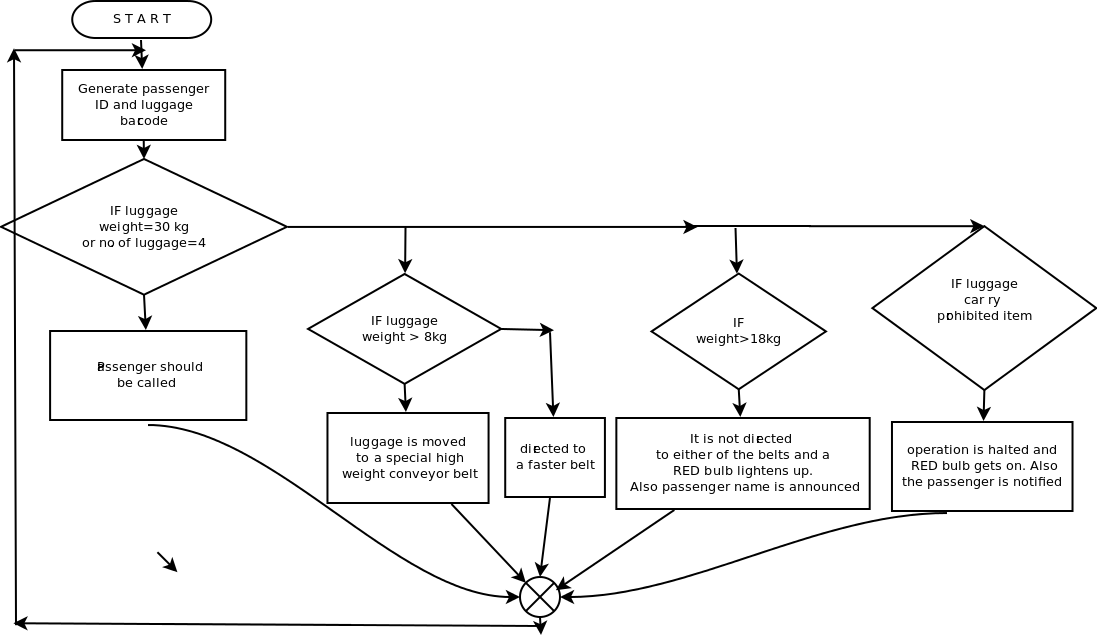 S T A R T
Generate passenger
ID and luggage
barcode
IF luggage
weight=30 kg
or no of luggage=4
Passenger should
be called
IF luggage
weight > 8kg
luggage is moved
to a special high
weight conveyor belt
directed to
a faster belt
IF
weight>18kg
It is not directed
to either of the belts and a
RED bulb lightens up.
Also passenger name is announced
IF luggage
car ry
prohibited item
operation is halted and
RED bulb gets on. Also
the passenger is notified